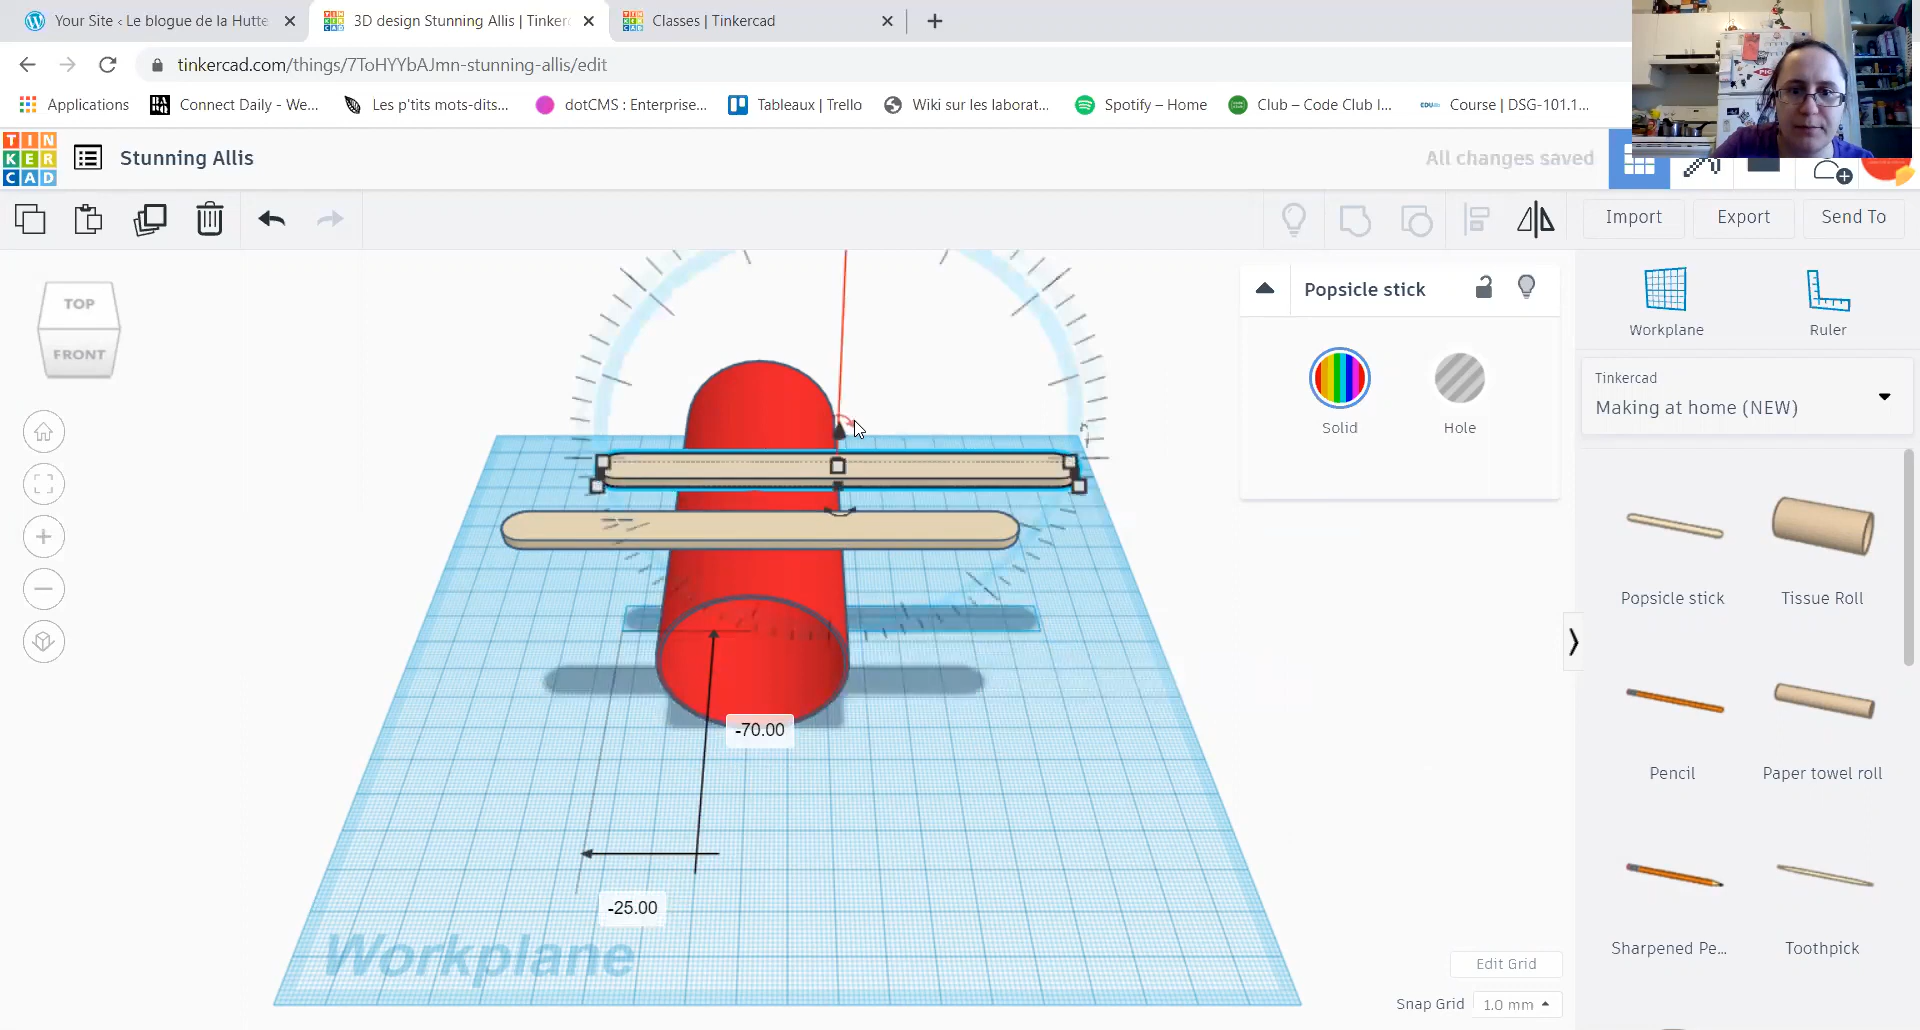 Your Site ‹ Le blogue de la Hutte
3D design Stunning Allis | Tinker
Classes | Tinkercad
tinkercad.com/things/7ToHYYbAJmn-stunning-allis/edit
Applications
Connect Daily - We...
Les p'tits mots-dits...
dotCMS : Enterprise...
Tableaux | Trello
Wiki sur les laborat...
Spotify – Home
Club – Code Club I...
Course | DSG-101.1...
TIN
KER
CAD
Stunning Allis
All changes saved
Import
Export
Send To
TOP
FRONT
Popsicle stick
Solid
Hole
Workplane
Ruler
Tinkercad
Making at home (NEW)
Popsicle stick
Tissue Roll
Pencil
Paper towel roll
Sharpened Pe...
Toothpick
-70.00
-25.00
Workplane
Edit Grid
Snap Grid
1.0 mm